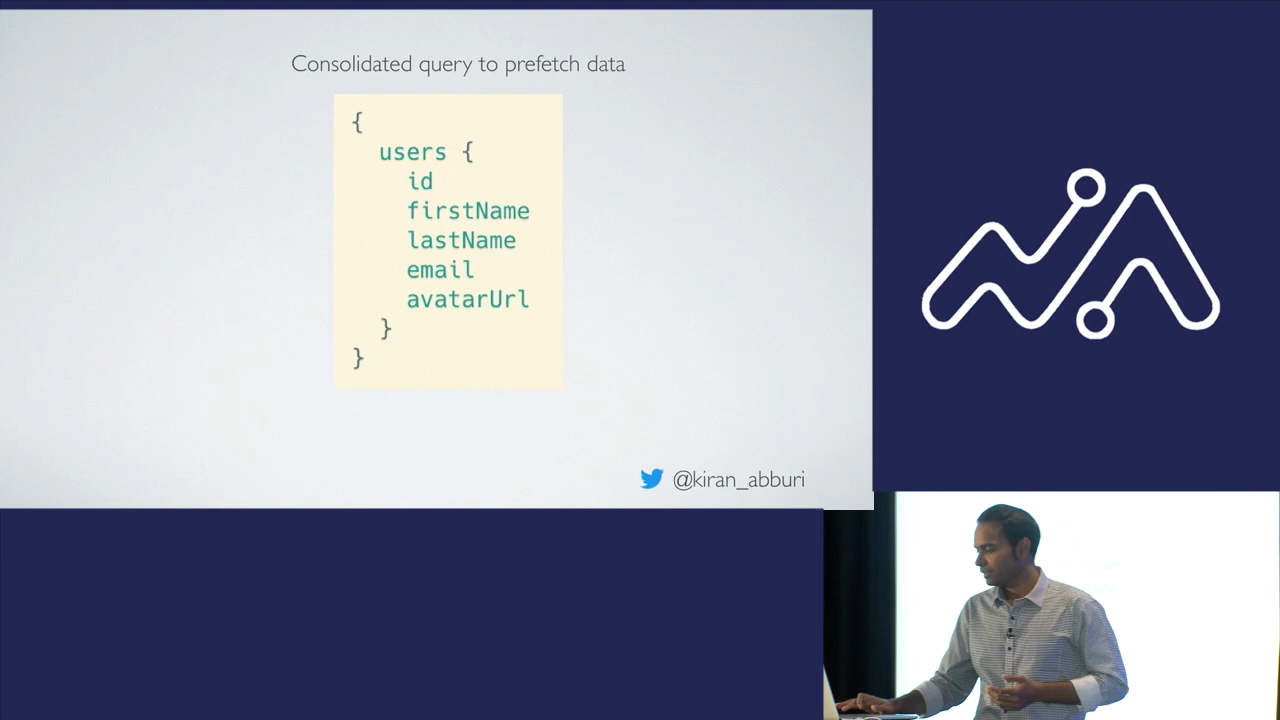 Consolidated query to prefetch data
{
users {
id
firstName
lastName
email
avatarUrl
}
}
@kiran_abburi